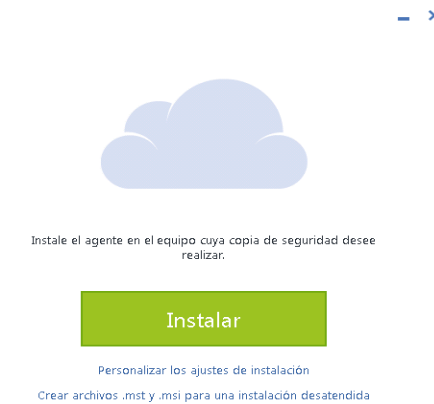 Instale el agente en el equipo cuya copia de seguridad desee
realizar.
Instalar
Personalizar los ajustes de instalación
Crear archivos .mst y .msi para una instalación desatendida